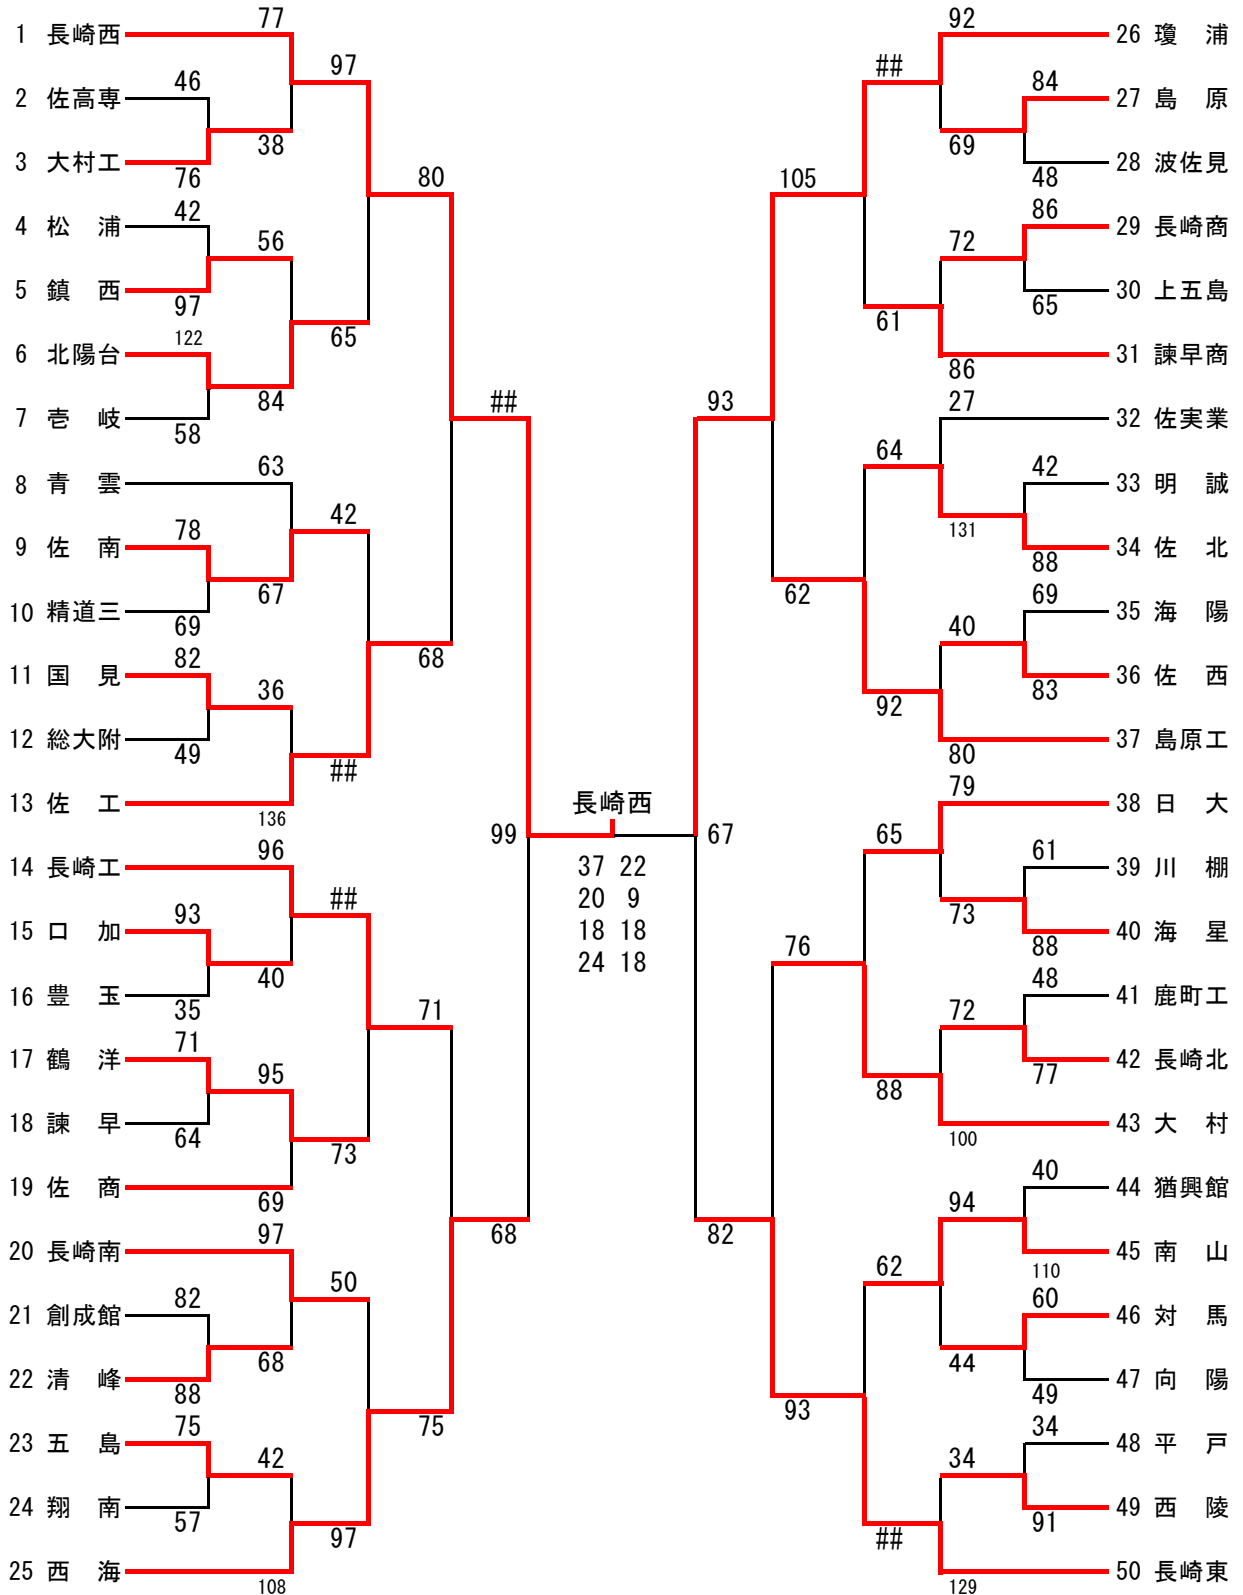 77
92
1 長崎西
26 瓊 浦
97
##
46
84
2 佐高専
27 島 原
38
69
3 大村工
28 波佐見
76
48
80
105
42
86
4 松 浦
29 長崎商
56
72
5 鎮 西
30 上五島
97
65
65
61
122
6 北陽台
31 諫早商
86
84
##
93
27
7 壱 岐
32 佐実業
58
64
63
42
8 青 雲
33 明 誠
42
131
78
9 佐 南
34 佐 北
88
67
62
69
10 精道三
35 海 陽
69
40
82
68
11 国 見
36 佐 西
36
83
92
12 総大附
37 島原工
49
80
##
79
13 佐 工
長崎西
38 日 大
136
99
67
65
96
61
14 長崎工
37 22
39 川 棚
##
20 9
93
73
15 口 加
18 18
40 海 星
76
88
40
24 18
48
16 豊 玉
41 鹿町工
35
71
72
71
17 鶴 洋
42 長崎北
95
77
88
18 諫 早
43 大 村
64
100
73
40
19 佐 商
44 猶興館
69
94
97
68
82
20 長崎南
45 南 山
50
62
110
82
60
21 創成館
46 対 馬
68
44
22 清 峰
47 向 陽
88
49
75
75
93
34
23 五 島
48 平 戸
42
34
24 翔 南
49 西 陵
57
91
97
##
25 西 海
50 長崎東
108
129